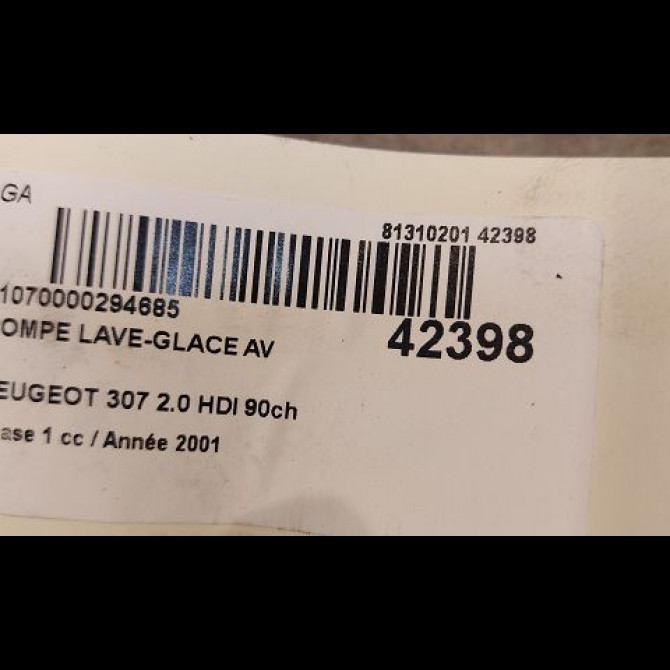 GA
81310201 42398
1070000294685
42398
OMPE LAVE-GLACE AV
EUGEOT 307 2.0 HDI 90ch
ase 1 cc / Année 2001